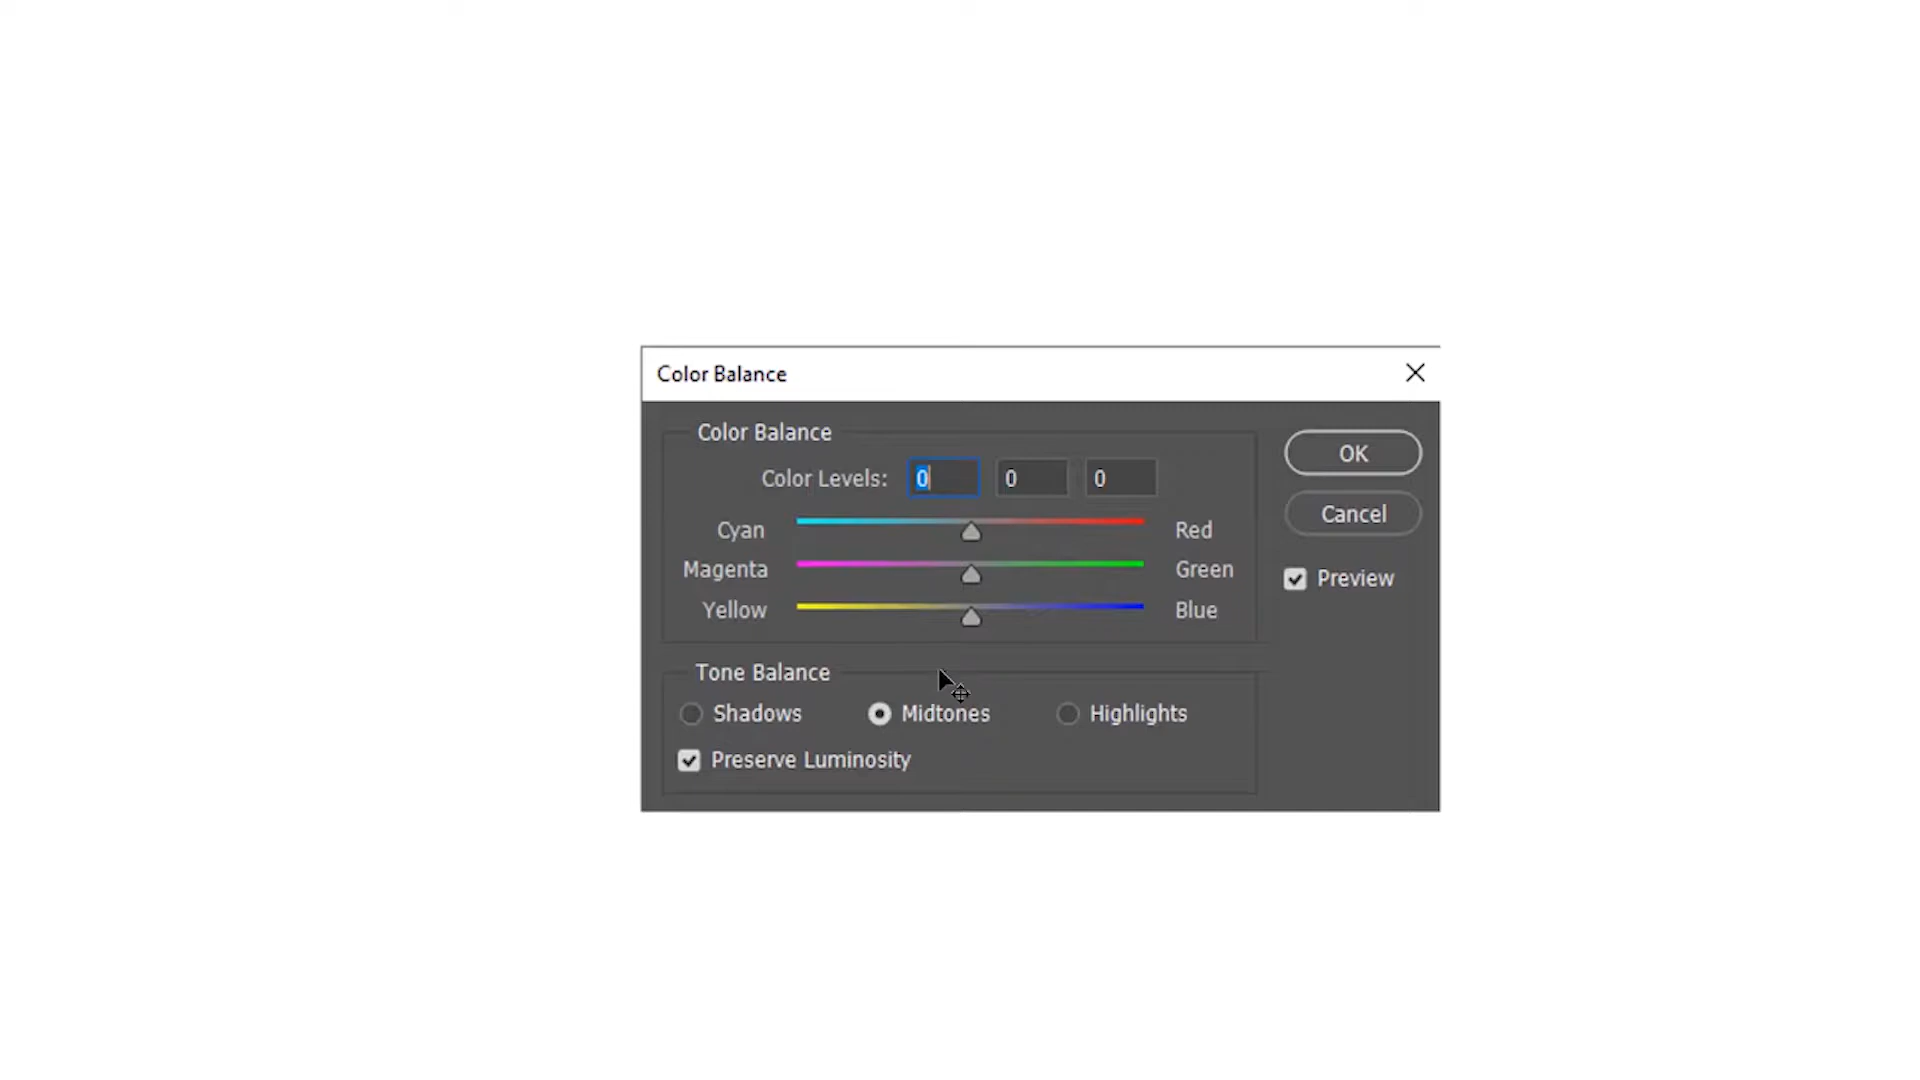 Color Balance
Color Balance
Color Levels: 0 0 0
Cyan Red
Magenta Green
Yellow Blue
Tone Balance
Shadows Midtones Highlights
Preserve Luminosity
OK
Cancel
Preview